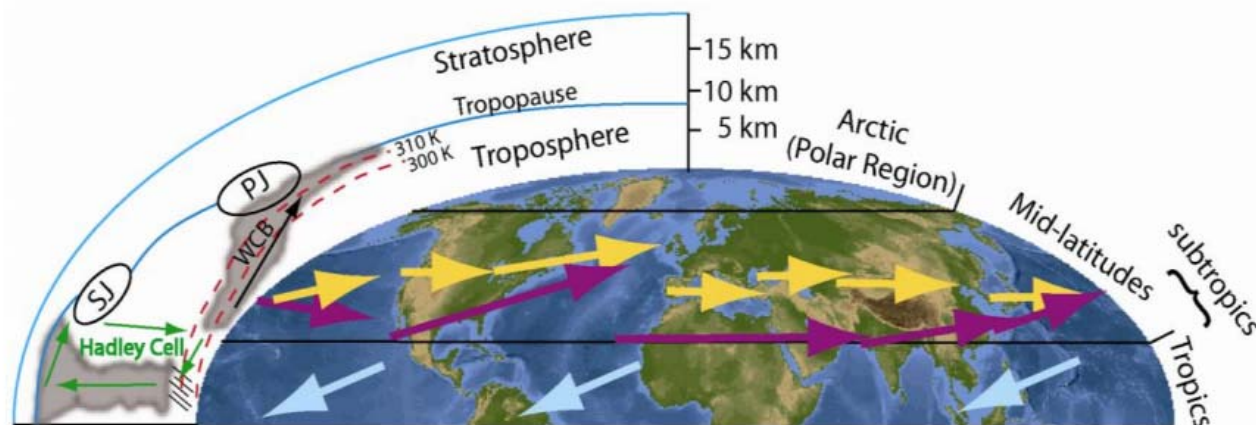 Stratosphere
15 km
Tropopause
10 km
5 km
310 K
300 K
Troposphere
Arctic
(Polar Region)
Mid-latitudes
subtropics
Tropics
PJ
WCB
SJ
Hadley Cell